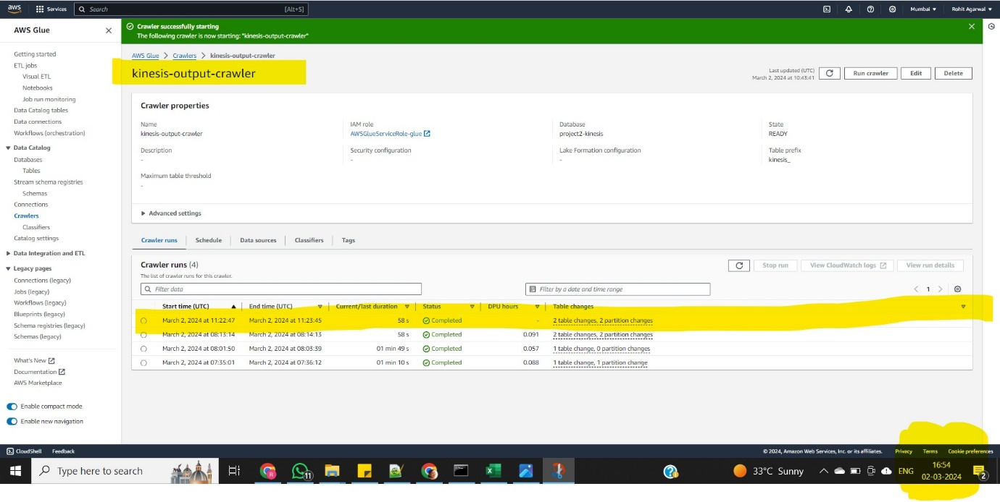 aws
Services
Search
[Alt+S]
Mumbai
Rohit Agarwal
AWS Glue
Getting started
ETL jobs
Visual ETL
Notebooks
Job run monitoring
Data Catalog tables
Data connections
Workflows (orchestration)
Data Catalog
Databases
Tables
Stream schema registries
Schemas
Connections
Crawlers
Classifiers
Catalog settings
Data Integration and ETL
Legacy pages
Connections (legacy)
Jobs (legacy)
Workflows (legacy)
Blueprints (legacy)
Schema registries (legacy)
Schemas (legacy)
What's New
Documentation
AWS Marketplace
Enable compact mode
Enable new navigation
Crawler successfully starting
The following crawler is now starting: "kinesis-output-crawler"
AWS Glue > Crawlers > kinesis-output-crawler
kinesis-output-crawler
Last updated (UTC)
March 2, 2024 at 10:43:41
Run crawler
Edit
Delete
Crawler properties
Name
kinesis-output-crawler
IAM role
AWSGlueServiceRole-glue
Database
project2-kinesis
State
READY
Description
-
Security configuration
-
Lake Formation configuration
-
Table prefix
kinesis_
Maximum table threshold
-
Advanced settings
Crawler runs
Schedule
Data sources
Classifiers
Tags
Crawler runs (4)
The list of crawler runs for this crawler.
Stop run
View CloudWatch logs
View run details
Filter data
Filter by a date and time range
1
Start time (UTC) End time (UTC) Current/last duration Status DPU hours Table changes
March 2, 2024 at 11:22:47 March 2, 2024 at 11:23:45 58 s Completed - 2 table changes, 2 partition changes
March 2, 2024 at 08:13:14 March 2, 2024 at 08:14:13 58 s Completed 0.091 2 table changes, 2 partition changes
March 2, 2024 at 08:01:50 March 2, 2024 at 08:03:39 01 min 49 s Completed 0.057 1 table change, 0 partition changes
March 2, 2024 at 07:35:01 March 2, 2024 at 07:36:12 01 min 10 s Completed 0.088 1 table change, 1 partition change
CloudShell
Feedback
© 2024, Amazon Web Services, Inc. or its affiliates.
Privacy
Terms
Cookie preferences
Type here to search
11
33°C Sunny
ENG
16:54
02-03-2024
2